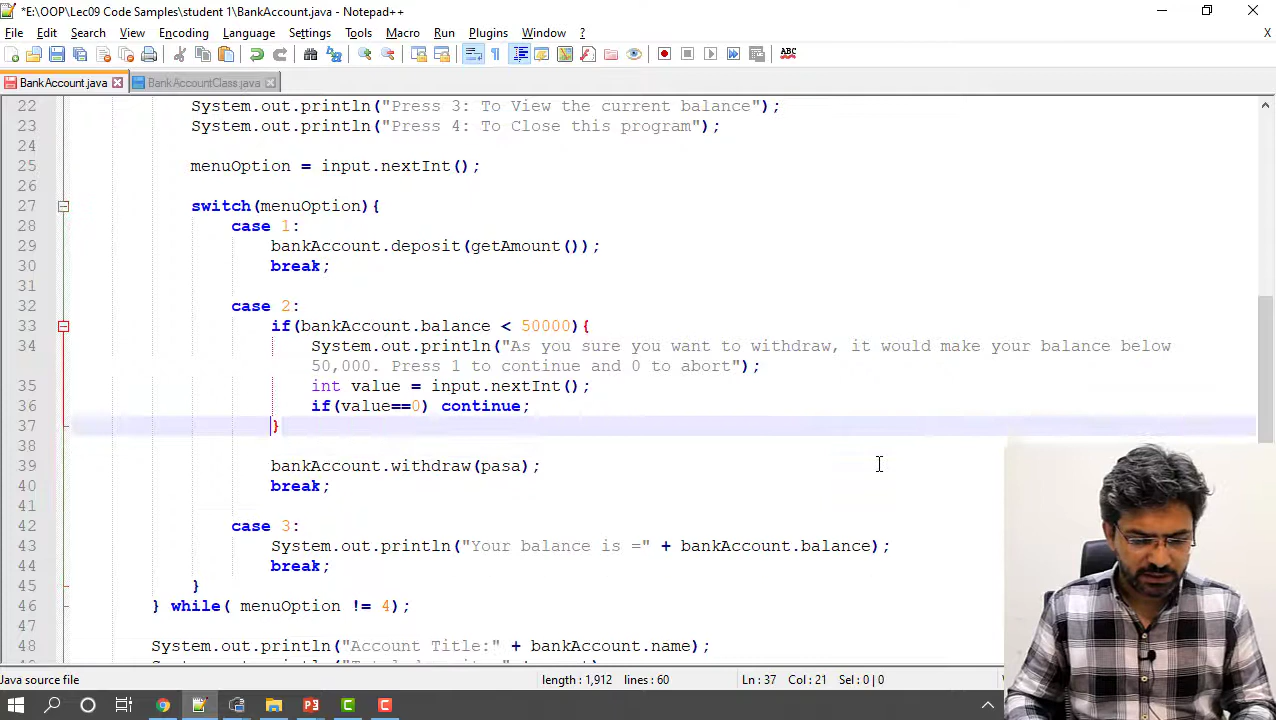 *E:\OOP\Lec09 Code Samples\student 1\BankAccount.java - Notepad++
File Edit Search View Encoding Language Settings Tools Macro Run Plugins Window ? X
BankAccount.java BankAccountClass.java
22 System.out.println("Press 3: To View the current balance");
23 System.out.println("Press 4: To Close this program");
24
25 menuOption = input.nextInt();
26
27 switch(menuOption){
28 case 1:
29 bankAccount.deposit(getAmount());
30 break;
31
32 case 2:
33 if(bankAccount.balance < 50000){
34 System.out.println("As you sure you want to withdraw, it would make your balance below
50,000. Press 1 to continue and 0 to abort");
35 int value = input.nextInt();
36 if(value==0) continue;
37 }
38
39 bankAccount.withdraw(pasa);
40 break;
41
42 case 3:
43 System.out.println("Your balance is =" + bankAccount.balance);
44 break;
45 }
46 } while( menuOption != 4);
47
48 System.out.println("Account Title:" + bankAccount.name);
Java source file length : 1,912 lines : 60 Ln : 37 Col : 21 Sel : 0 | 0